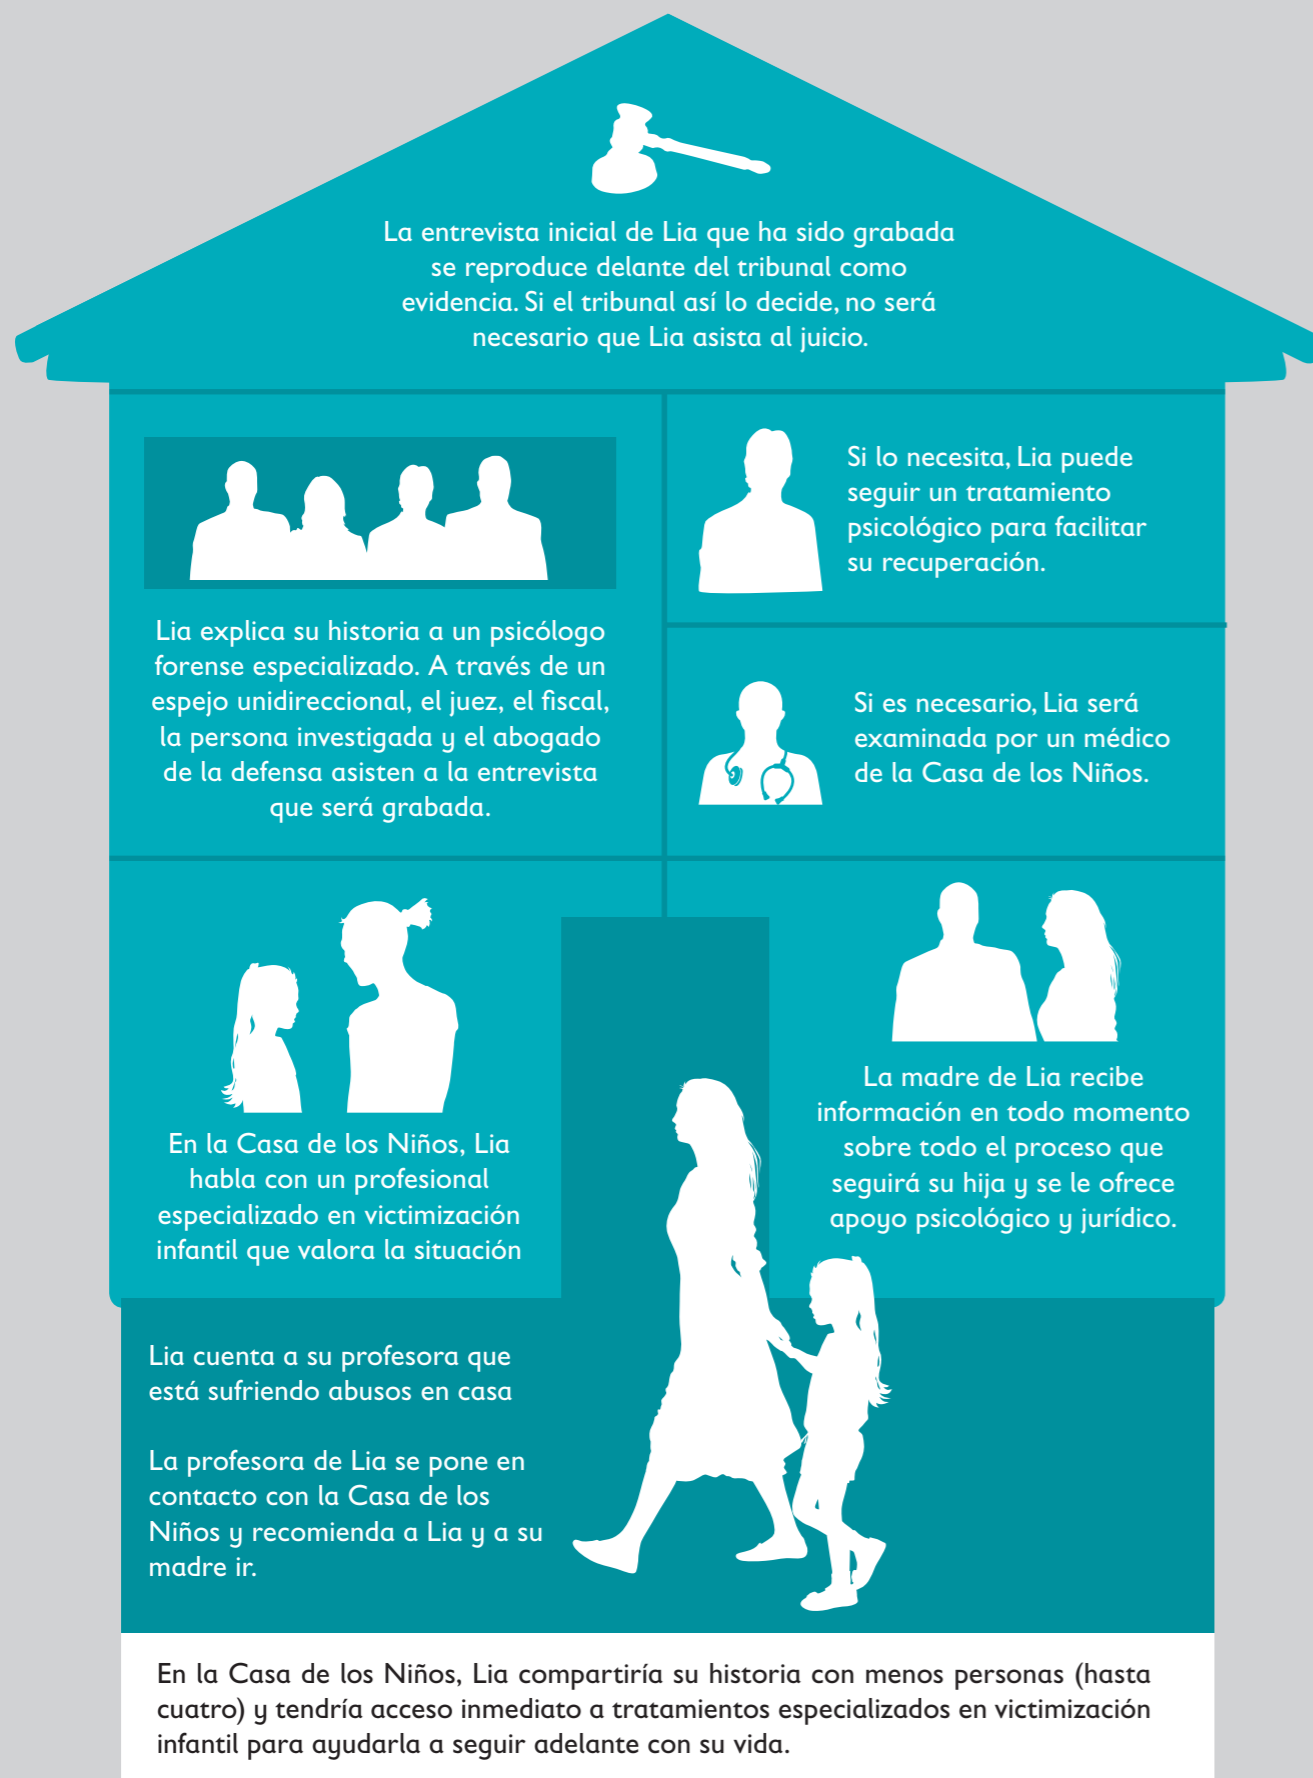 La entrevista inicial de Lia que ha sido grabada
se reproduce delante del tribunal como
evidencia. Si el tribunal así lo decide, no será
necesario que Lia asista al juicio.
Lia explica su historia a un psicólogo
forense especializado. A través de un
espejo unidireccional, el juez, el fiscal,
la persona investigada y el abogado
de la defensa asisten a la entrevista
que será grabada.
Si lo necesita, Lia puede
seguir un tratamiento
psicológico para facilitar
su recuperación.
Si es necesario, Lia será
examinada por un médico
de la Casa de los Niños.
En la Casa de los Niños, Lia
habla con un profesional
especializado en victimización
infantil que valora la situación
La madre de Lia recibe
información en todo momento
sobre todo el proceso que
seguirá su hija y se le ofrece
apoyo psicológico y jurídico.
Lia cuenta a su profesora que
está sufriendo abusos en casa
La profesora de Lia se pone en
contacto con la Casa de los
Niños y recomienda a Lia y a su
madre ir.
En la Casa de los Niños, Lia compartiría su historia con menos personas (hasta
cuatro) y tendría acceso inmediato a tratamientos especializados en victimización
infantil para ayudarla a seguir adelante con su vida.